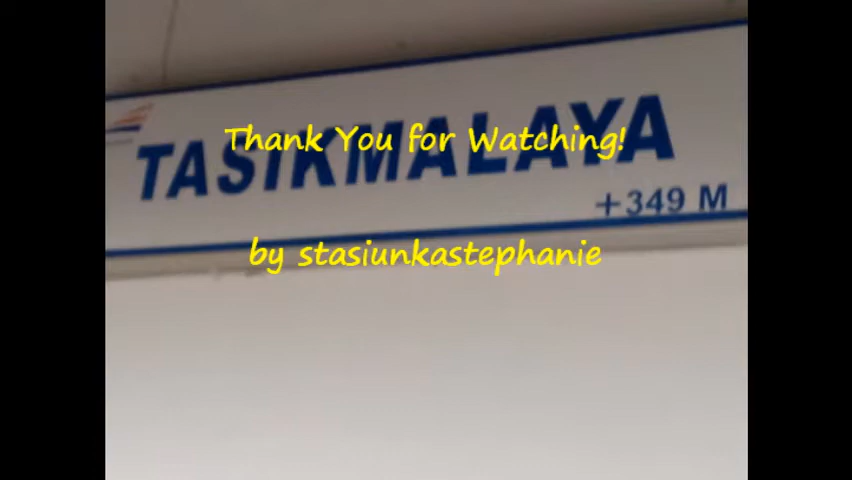 Thank You for Watching!
TASIKMALAYA
+349 M
by stasiunkastephanie